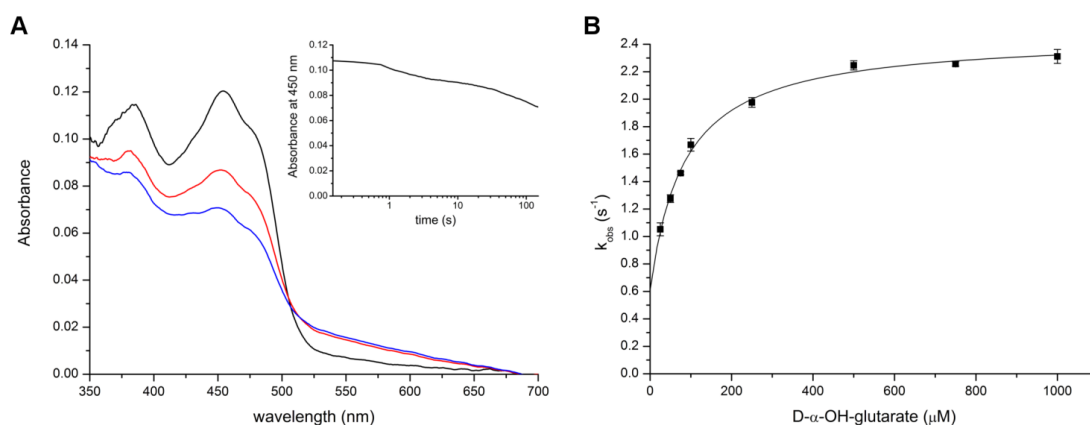 A
0.14
0.12
0.10
0.08
0.06
0.04
0.02
0.00
Absorbance
350 400 450 500 550 600 650 700
wavelength (nm)
0.12
0.10
0.08
0.06
0.04
0.02
0.00
Absorbance at 450 nm
1 10 100
time (s)
B
2.4
2.2
2.0
1.8
1.6
1.4
1.2
1.0
0.8
0.6
0.4
0.2
0.0
k_obs (s⁻¹)
0 200 400 600 800 1000
D-α-OH-glutarate (μM)